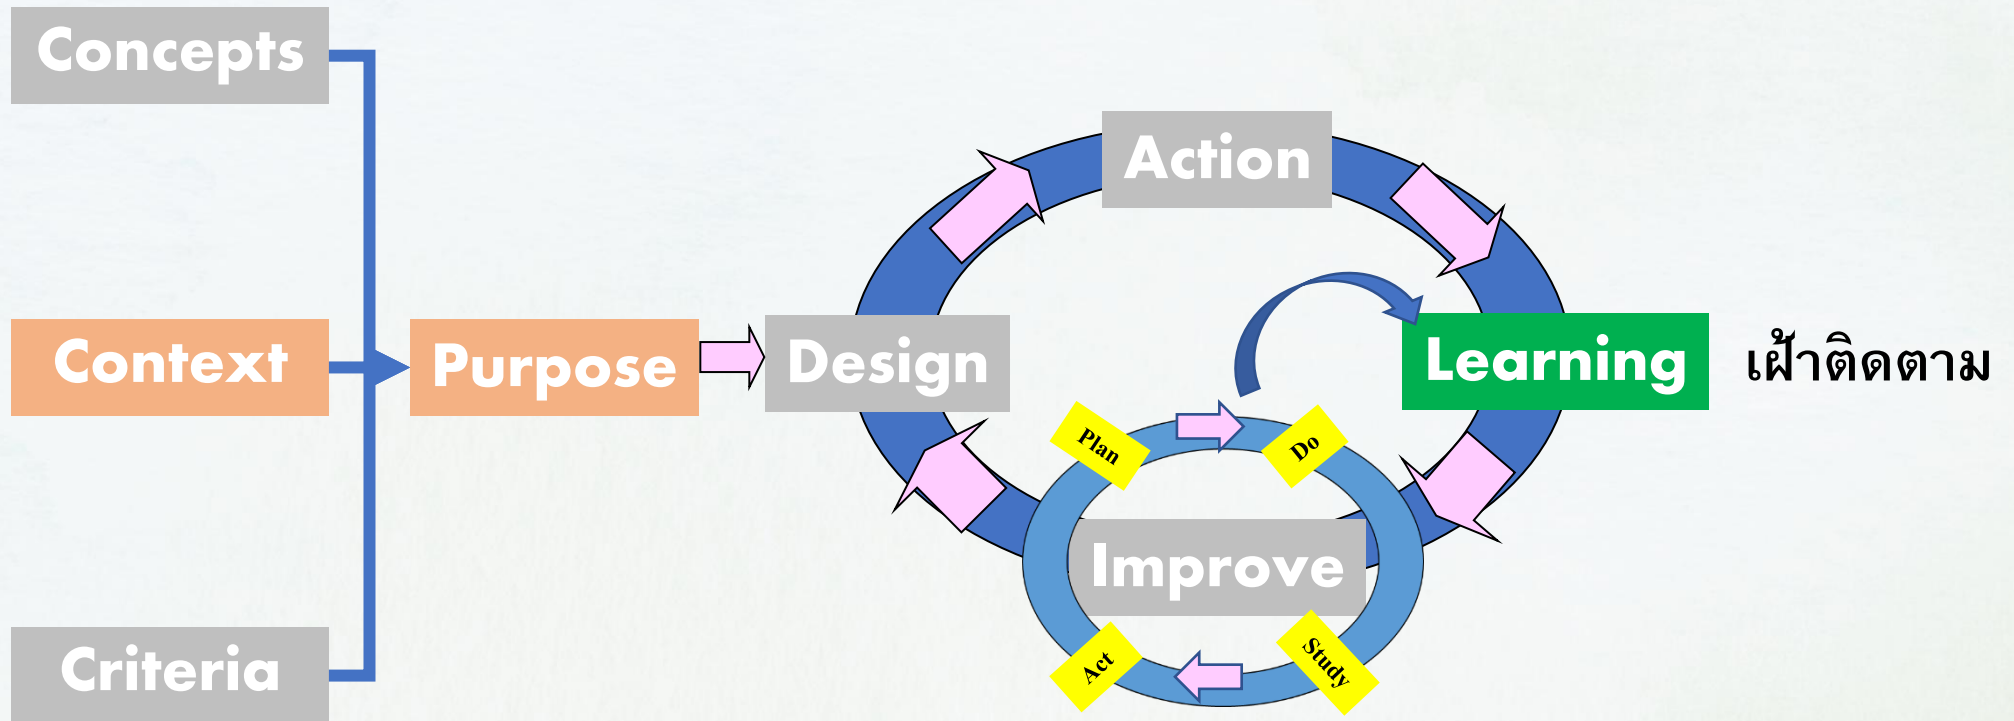 Concepts
Action
Context
Purpose
Design
Learning
เฝ้าติดตาม
Plan
Do
Improve
Act
Study
Criteria